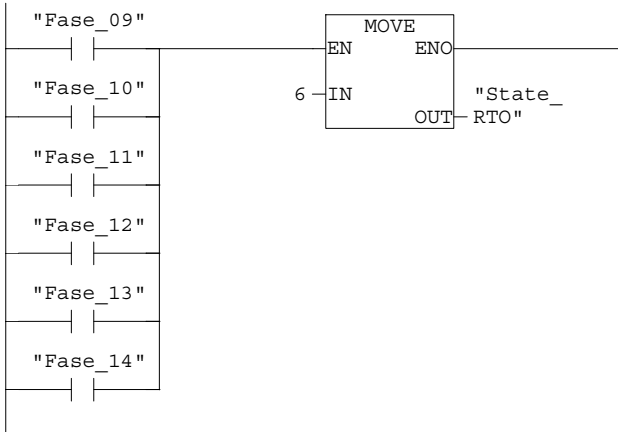 "Fase_09"
MOVE
EN ENO
"Fase_10"
6 IN
"State_
OUT RTO"
"Fase_11"
"Fase_12"
"Fase_13"
"Fase_14"